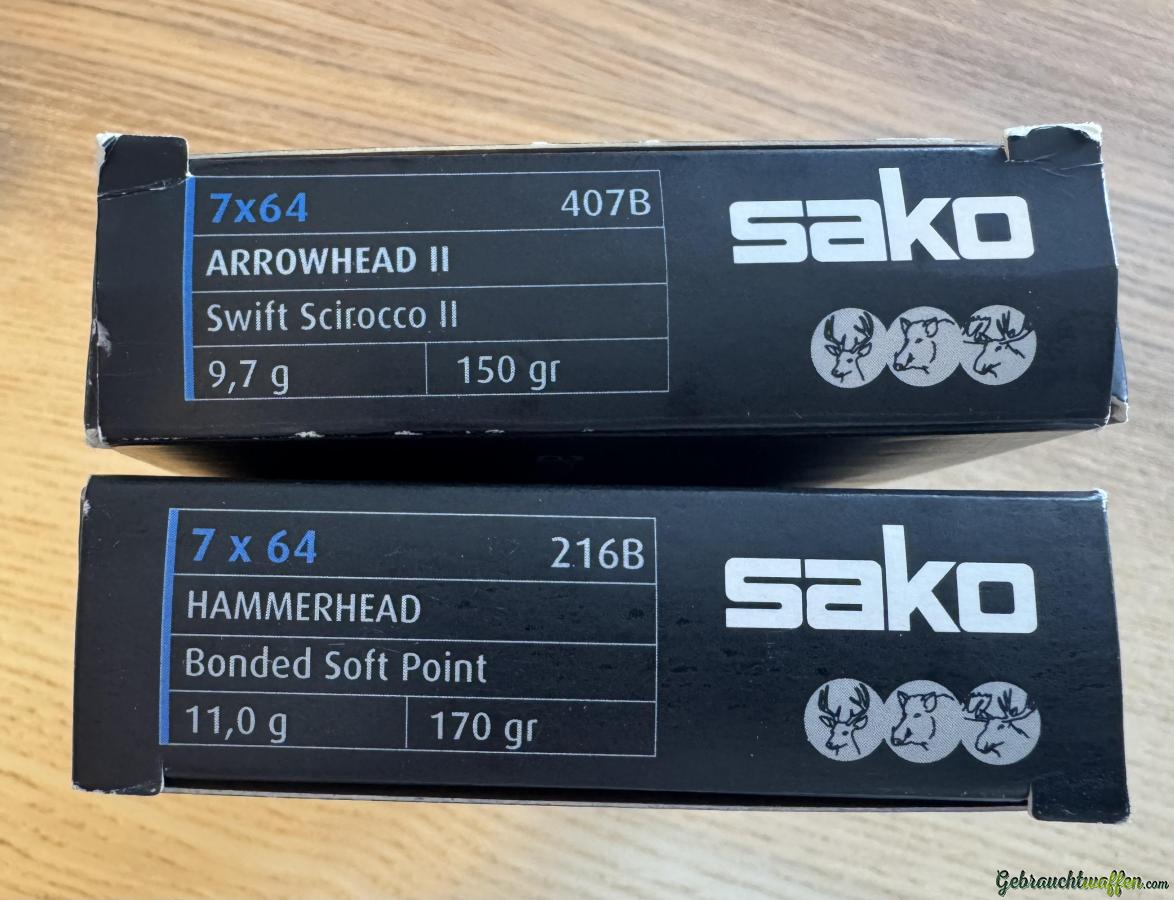 7x64 407B
ARROWHEAD II
Swift Scirocco II
9,7 g 150 gr
sako
7 x 64 216B
HAMMERHEAD
Bonded Soft Point
11,0 g 170 gr
sako
Gebrauchtwaffen.com